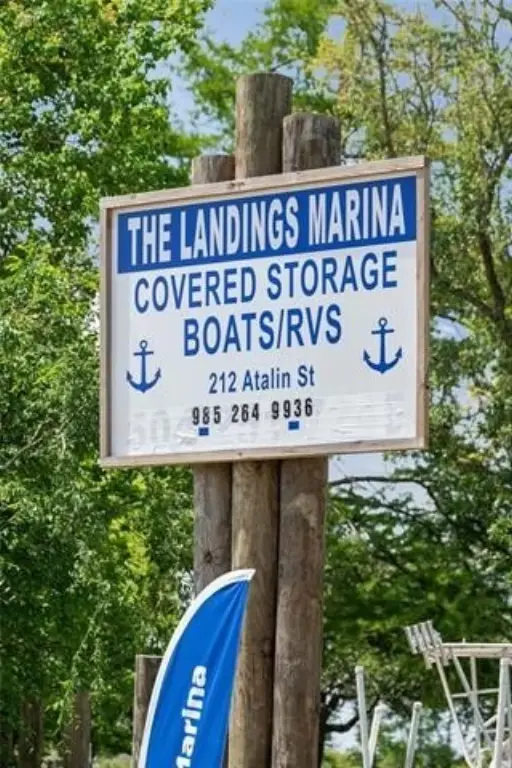 THE LANDINGS MARINA
COVERED STORAGE
BOATS/RVS
212 Atalin St
985 264 9936
Marina